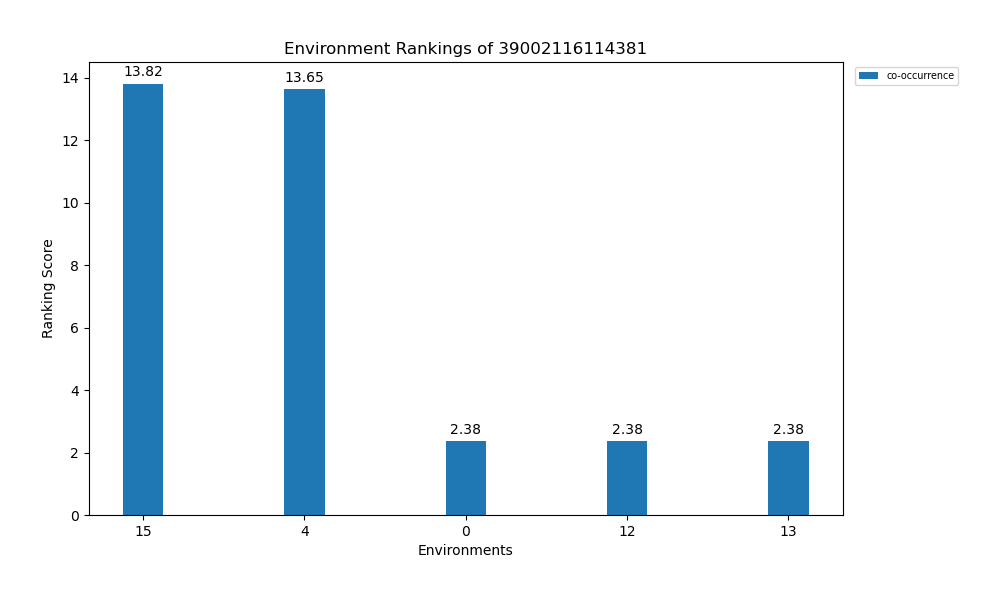 Environment Rankings of 39002116114381
co-occurrence
13.82
13.65
2.38
2.38
2.38
14
12
10
8
6
4
2
0
Ranking Score
15 4 0 12 13
Environments